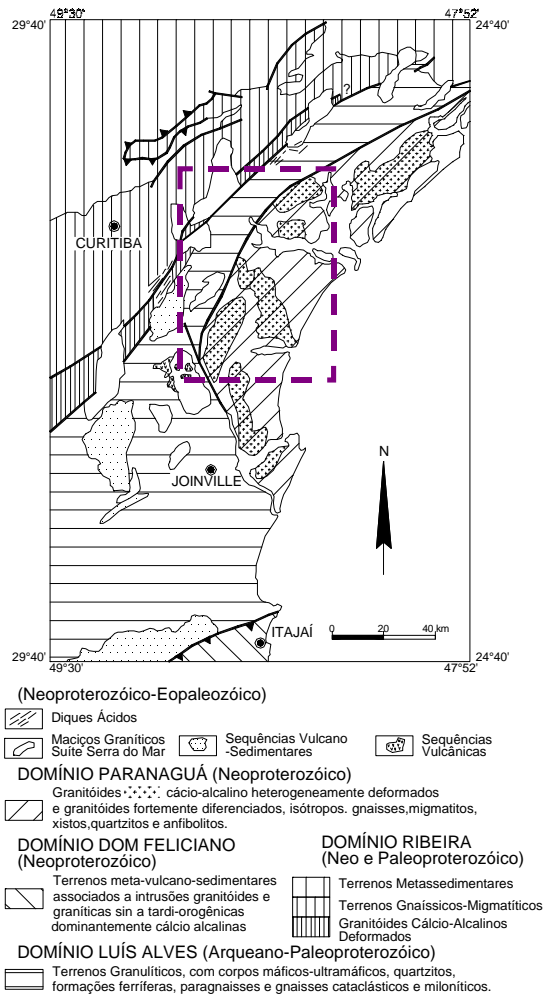 49°30' 47°52'
29°40' 24°40'
?
CURITIBA
N
JOINVILLE
0 20 40 km
ITAJAÍ
29°40' 24°40'
49°30' 47°52'
(Neoproterozóico-Eopaleozóico)
Diques Ácidos
Maciços Graníticos
Suíte Serra do Mar
Sequências Vulcano
-Sedimentares
Sequências
Vulcânicas
DOMÍNIO PARANAGUÁ (Neoproterozóico)
Granitóides cácio-alcalino heterogeneamente deformados
e granitóides fortemente diferenciados, isótropos. gnaisses,migmatitos,
xistos,quartzitos e anfibolitos.
DOMÍNIO DOM FELICIANO
(Neoproterozóico)
Terrenos meta-vulcano-sedimentares
associados a intrusões granitóides e
graníticas sin a tardi-orogênicas
dominantemente cálcio alcalinas
DOMÍNIO RIBEIRA
(Neo e Paleoproterozóico)
Terrenos Metassedimentares
Terrenos Gnaíssicos-Migmatíticos
Granitóides Cálcio-Alcalinos
Deformados
DOMÍNIO LUÍS ALVES (Arqueano-Paleoproterozóico)
Terrenos Granulíticos, com corpos máficos-ultramáficos, quartzitos,
formações ferríferas, paragnaisses e gnaisses cataclásticos e miloníticos.